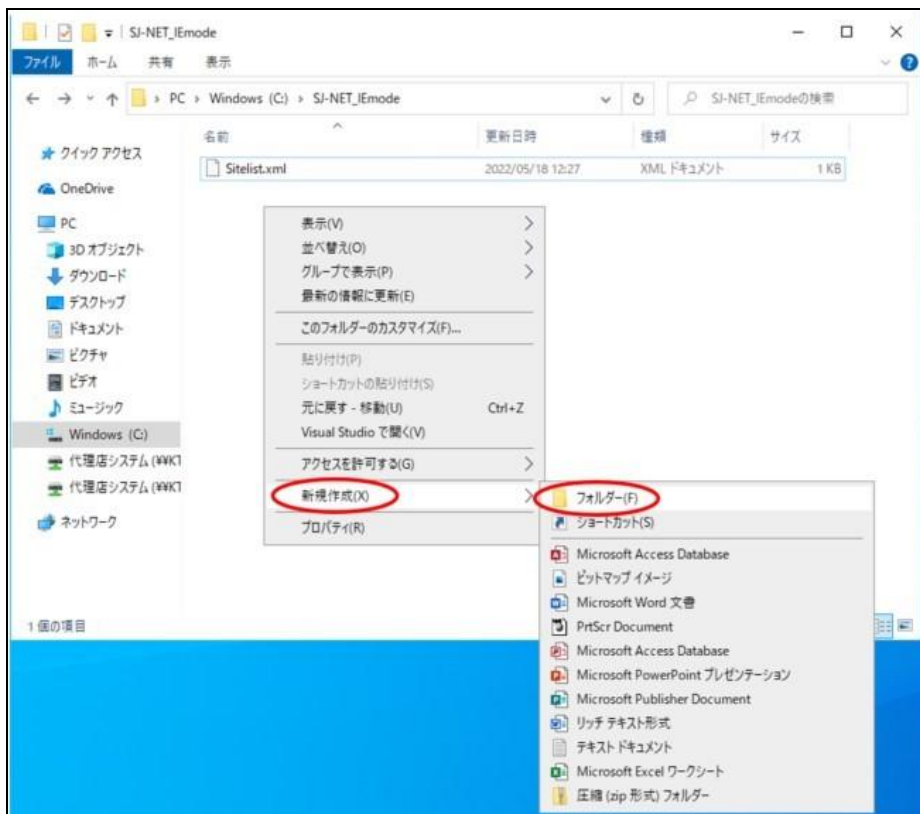 SJ-NET_IEmode
ファイル ホーム 共有 表示
PC > Windows (C:) > SJ-NET_IEmode
SJ-NET_IEmodeの検索
名前 更新日時 種類 サイズ
Sitelist.xml 2022/05/18 12:27 XML ドキュメント 1 KB
クイック アクセス
OneDrive
PC
3D オブジェクト
ダウンロード
デスクトップ
ドキュメント
ピクチャ
ビデオ
ミュージック
Windows (C:)
代理店システム (¥¥K1
代理店システム (¥¥K1
ネットワーク
1 個の項目
表示(V)
並べ替え(O)
グループで表示(P)
最新の情報に更新(E)
このフォルダーのカスタマイズ(F)...
貼り付け(P)
ショートカットの貼り付け(S)
元に戻す - 移動(U) Ctrl+Z
Visual Studio で開く(V)
アクセスを許可する(G)
新規作成(X)
プロパティ(R)
フォルダー(F)
ショートカット(S)
Microsoft Access Database
ビットマップ イメージ
Microsoft Word 文書
PrtScr Document
Microsoft Access Database
Microsoft PowerPoint プレゼンテーション
Microsoft Publisher Document
リッチ テキスト形式
テキスト ドキュメント
Microsoft Excel ワークシート
圧縮 (zip 形式) フォルダー